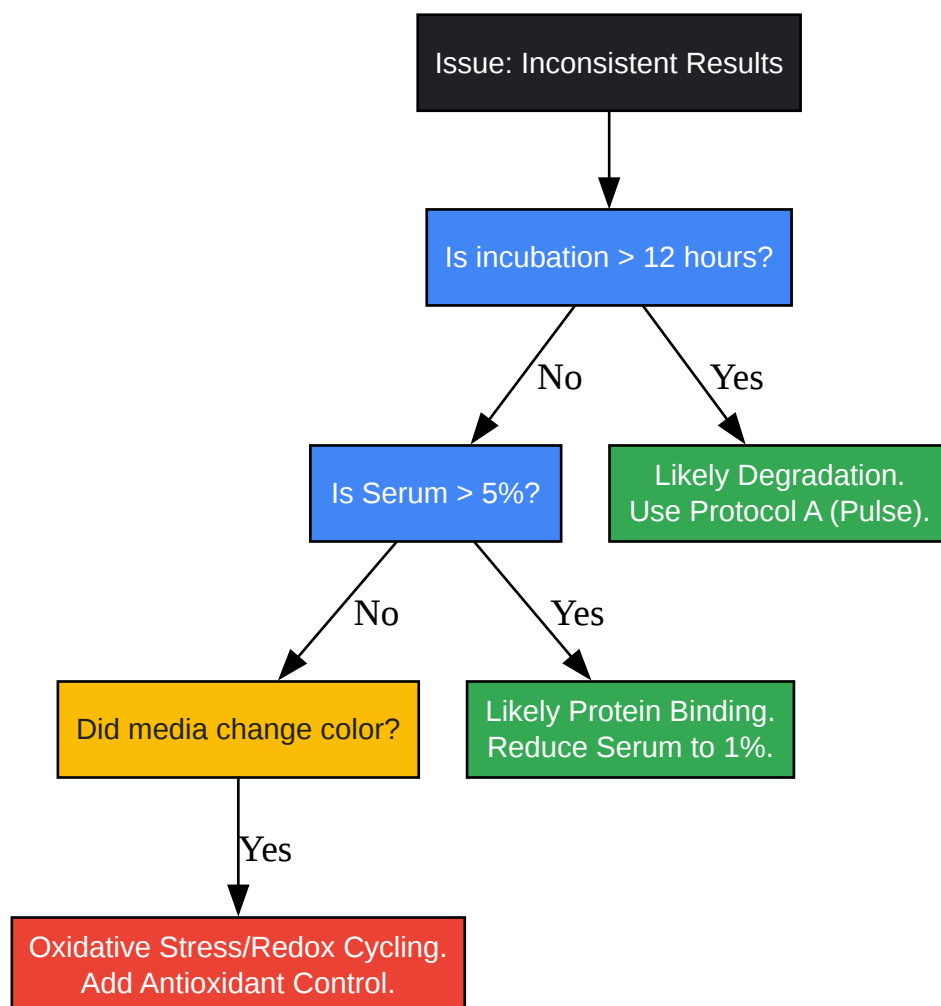 Issue: Inconsistent Results
Is incubation > 12 hours?
No
Yes
Is Serum > 5%?
Likely Degradation.
Use Protocol A (Pulse).
No
Yes
Did media change color?
Likely Protein Binding.
Reduce Serum to 1%.
Yes
Oxidative Stress/Redox Cycling.
Add Antioxidant Control.